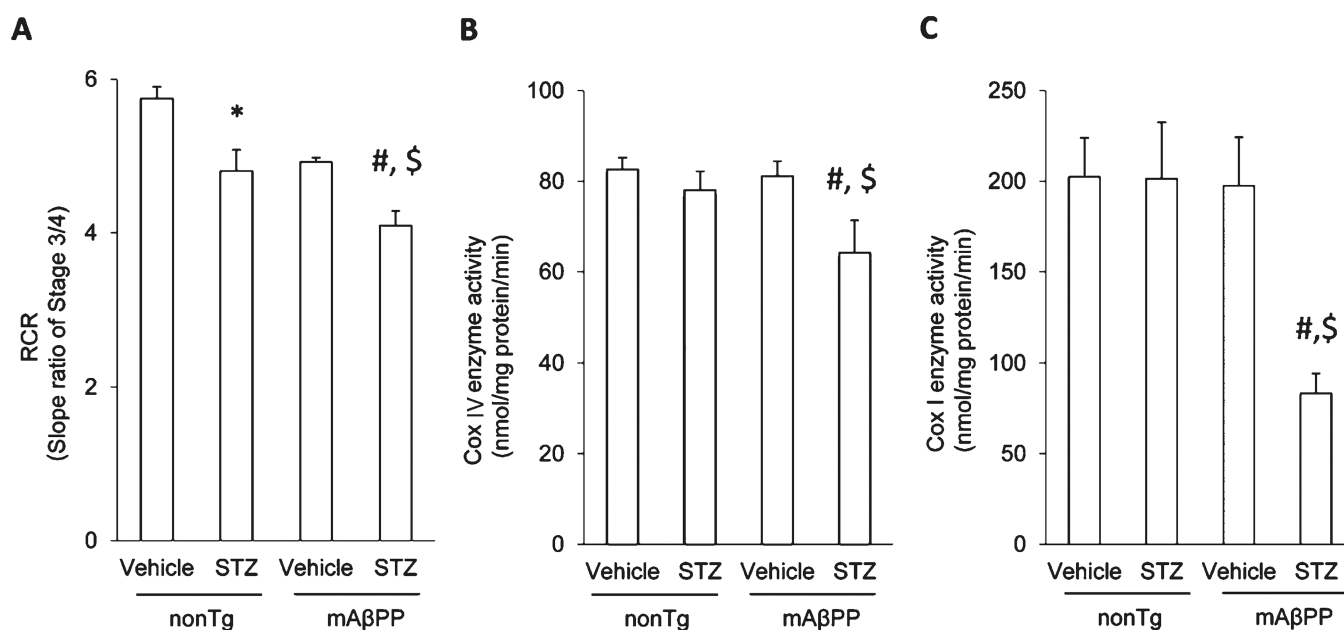 A
RCR
(Slope ratio of Stage 3/4)
6
4
2
0
*
#, $
Vehicle STZ Vehicle STZ
nonTg mAβPP
B
Cox IV enzyme activity
(nmol/mg protein/min)
100
80
60
40
20
0
#, $
Vehicle STZ Vehicle STZ
nonTg mAβPP
C
Cox I enzyme activity
(nmol/mg protein/min)
250
200
150
100
50
0
#,$
Vehicle STZ Vehicle STZ
nonTg mAβPP